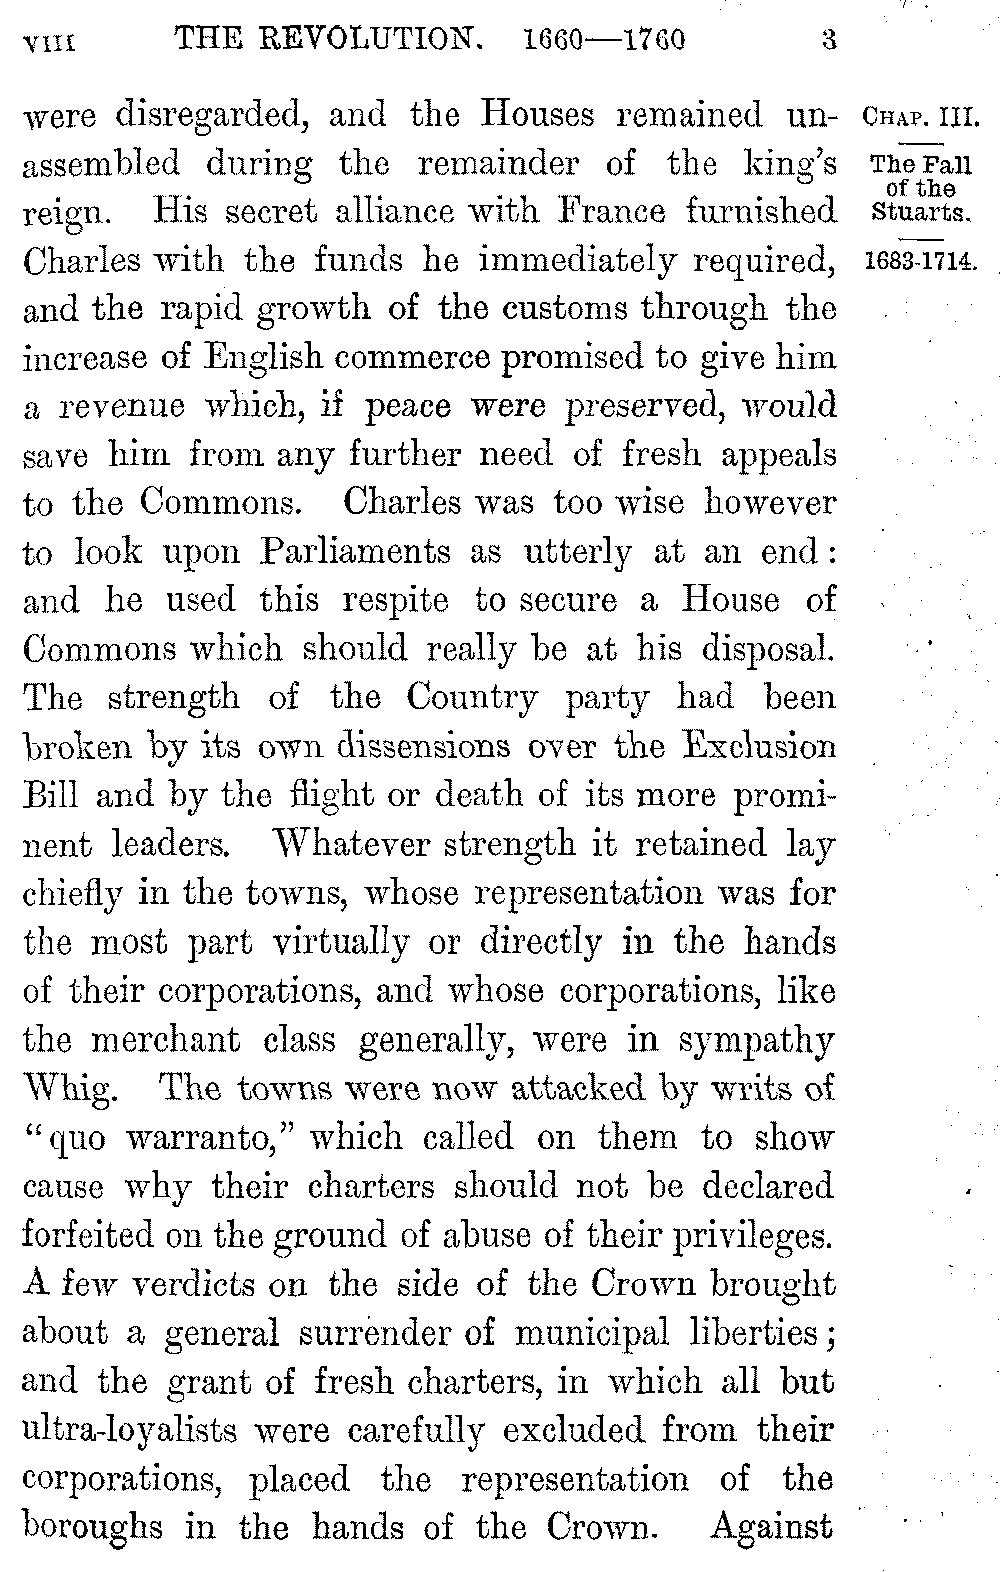 VIII THE REVOLUTION. 1660—1760 3
were disregarded, and the Houses remained un-
assembled during the remainder of the king's
reign. His secret alliance with France furnished
Charles with the funds he immediately required,
and the rapid growth of the customs through the
increase of English commerce promised to give him
a revenue which, if peace were preserved, would
save him from any further need of fresh appeals
to the Commons. Charles was too wise however
to look upon Parliaments as utterly at an end:
and he used this respite to secure a House of
Commons which should really be at his disposal.
The strength of the Country party had been
broken by its own dissensions over the Exclusion
Bill and by the flight or death of its more promi-
nent leaders. Whatever strength it retained lay
chiefly in the towns, whose representation was for
the most part virtually or directly in the hands
of their corporations, and whose corporations, like
the merchant class generally, were in sympathy
Whig. The towns were now attacked by writs of
"quo warranto," which called on them to show
cause why their charters should not be declared
forfeited on the ground of abuse of their privileges.
A few verdicts on the side of the Crown brought
about a general surrender of municipal liberties;
and the grant of fresh charters, in which all but
ultra-loyalists were carefully excluded from their
corporations, placed the representation of the
boroughs in the hands of the Crown. Against
CHAP. III.
The Fall
of the
Stuarts.
1683-1714.